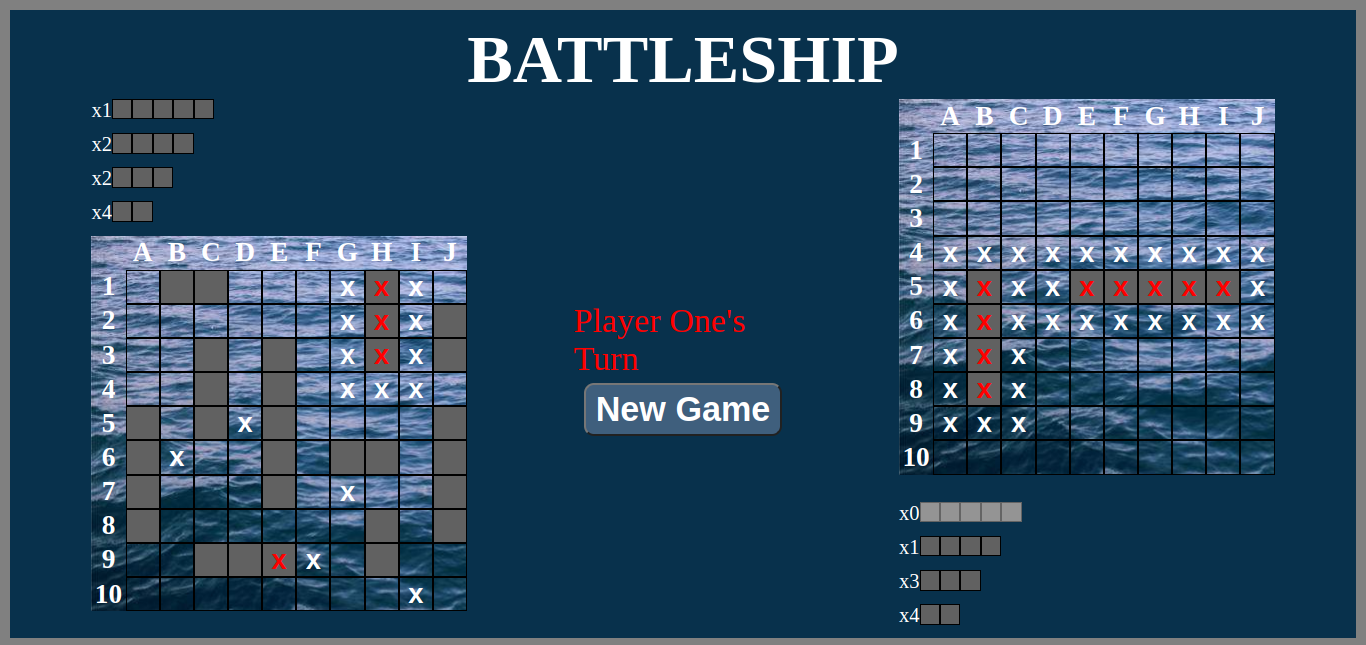 BATTLESHIP
x1
x2
x2
x4
A B C D E F G H I J
1 x x x
2 x x x
3 x x x
4 x x x
5 x
6 x
7 x
8
9 x x
10 x
Player One's
Turn
New Game
A B C D E F G H I J
1
2
3
4 x x x x x x x x x x
5 x x x x x x x x x x
6 x x x x x x x x x x
7 x x x
8 x x x
9 x x x
10
x0
x1
x3
x4